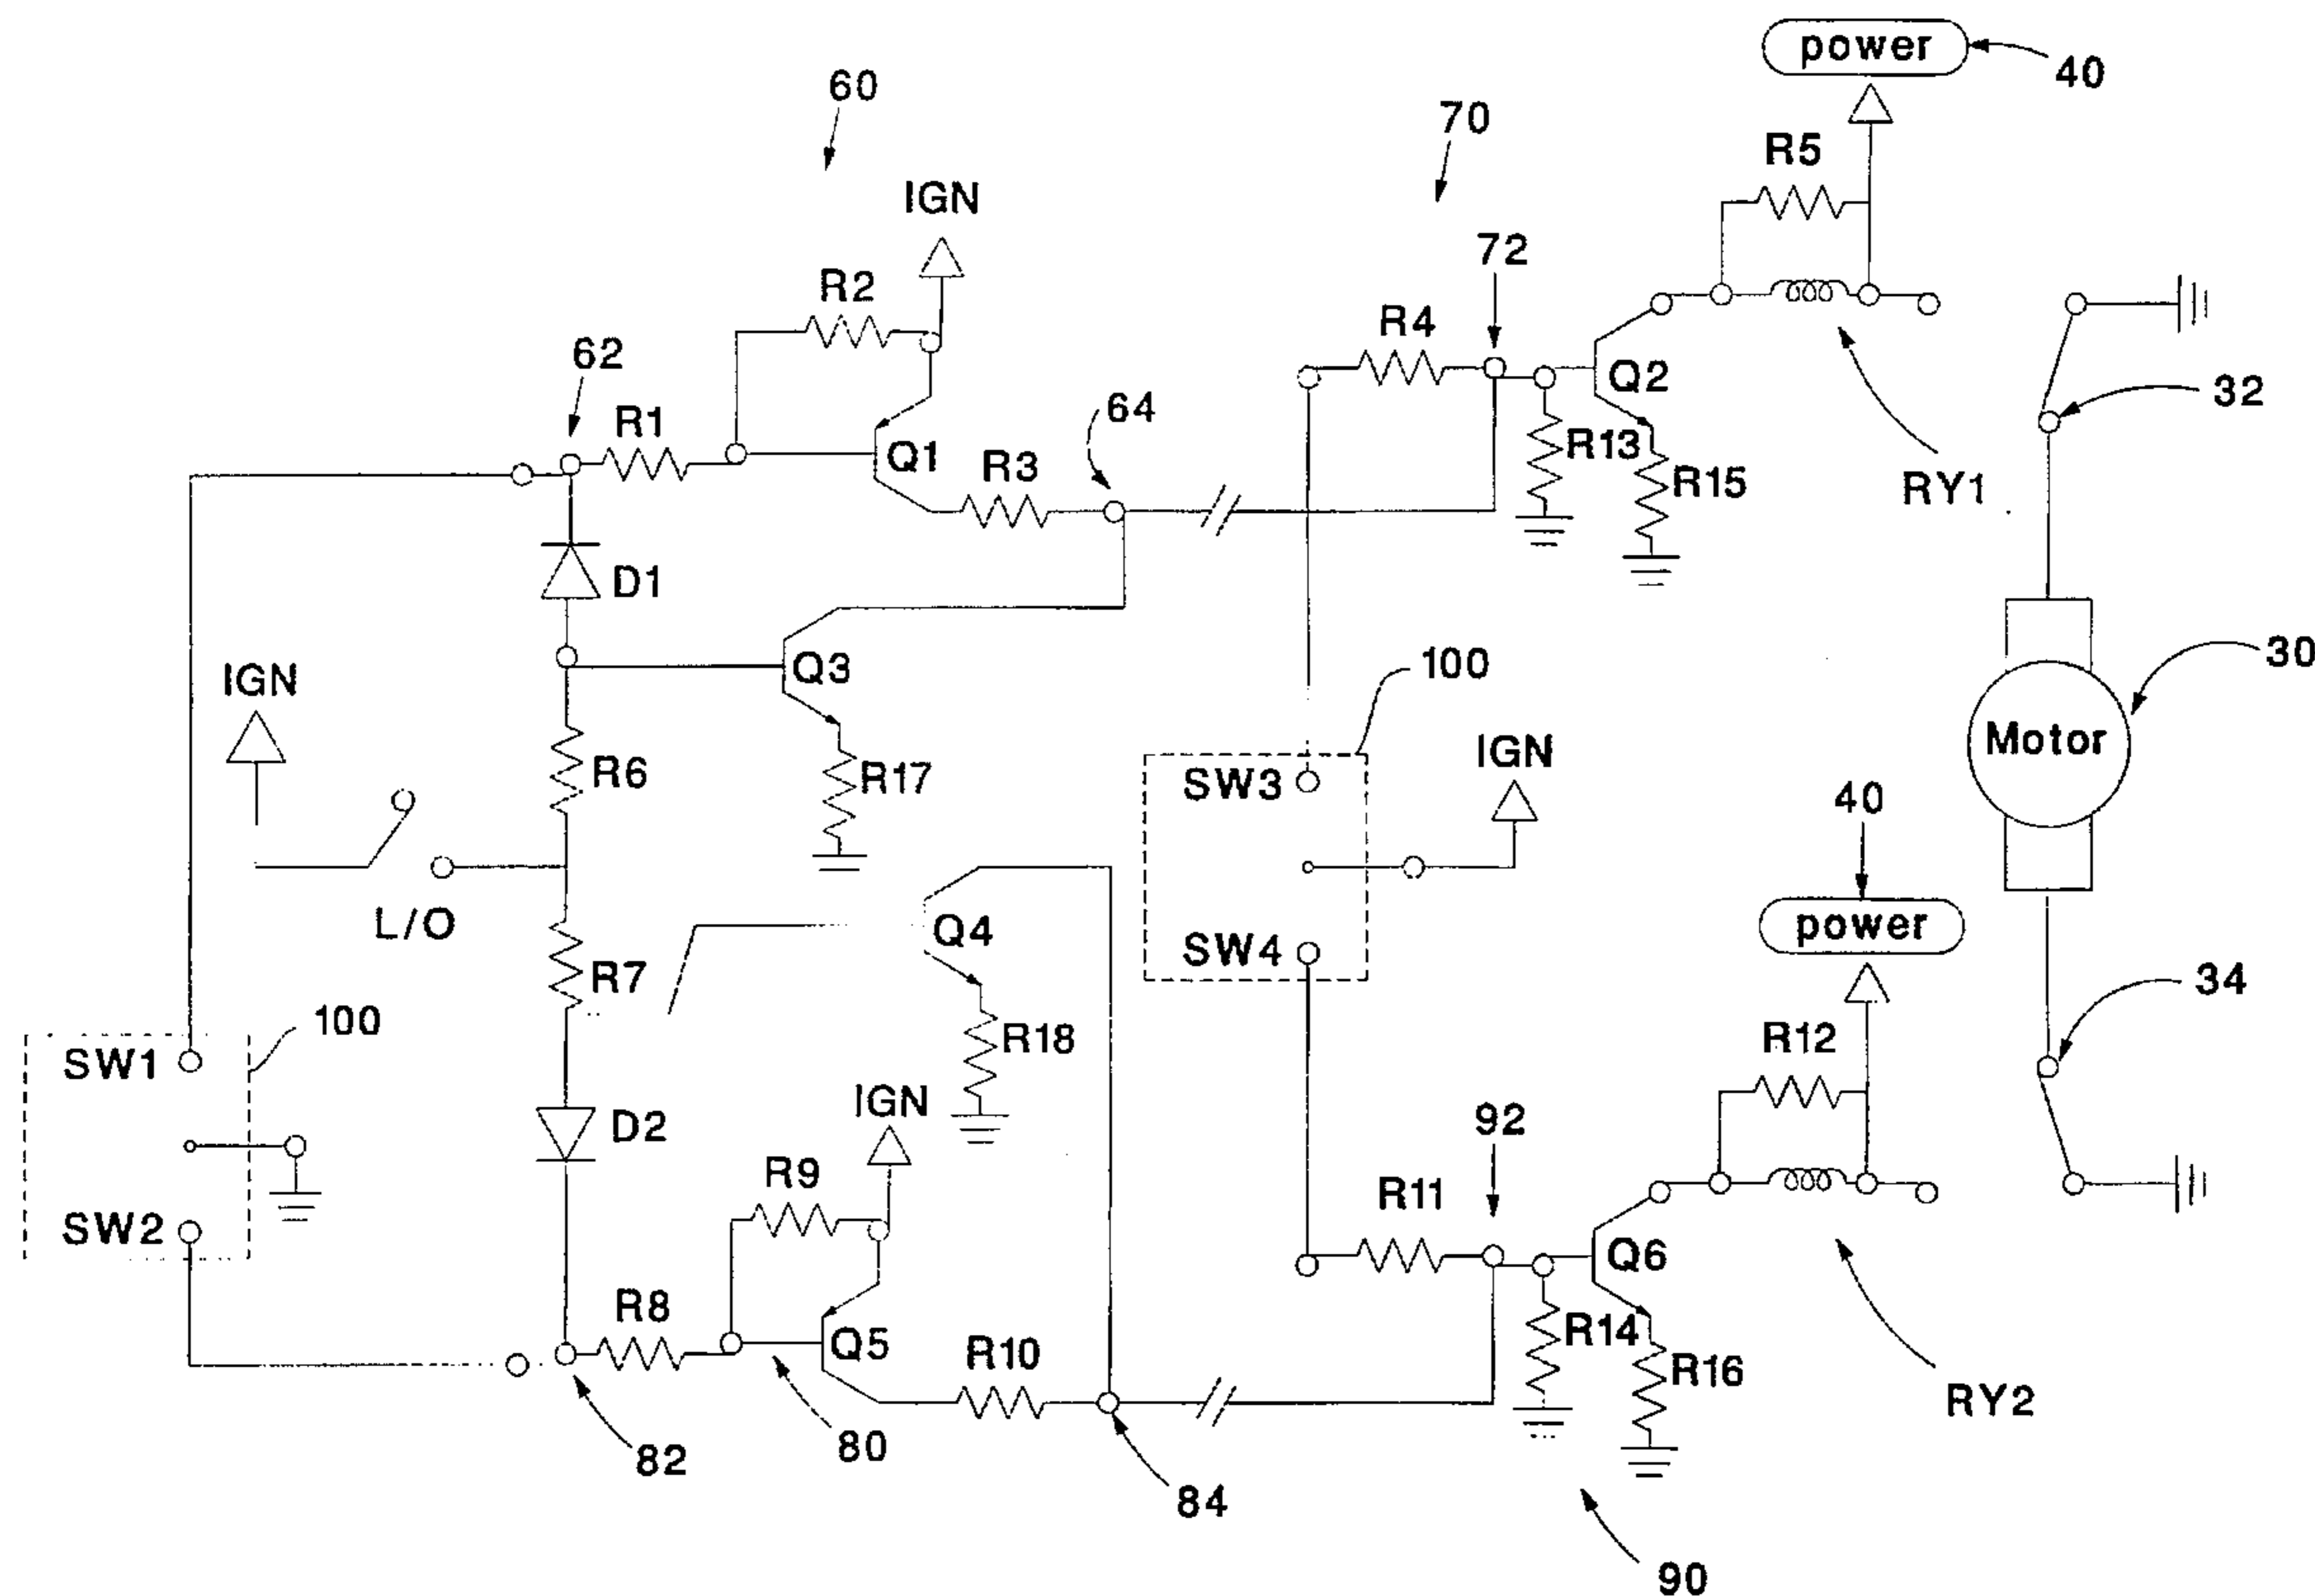 power
40
60
70
R5
IGN
72
R2
R4
62
64
32
R1
Q2
Q1
R3
R13
R15
RY1
D1
30
100
Q3
IGN
Motor
IGN
R6
R17
SW3
40
L/O
Q4
SW4
power
R7
34
100
R18
R12
SW1
IGN
D2
92
R9
R11
SW2
Q6
R8
R14
Q5
R10
R16
RY2
80
82
84
90